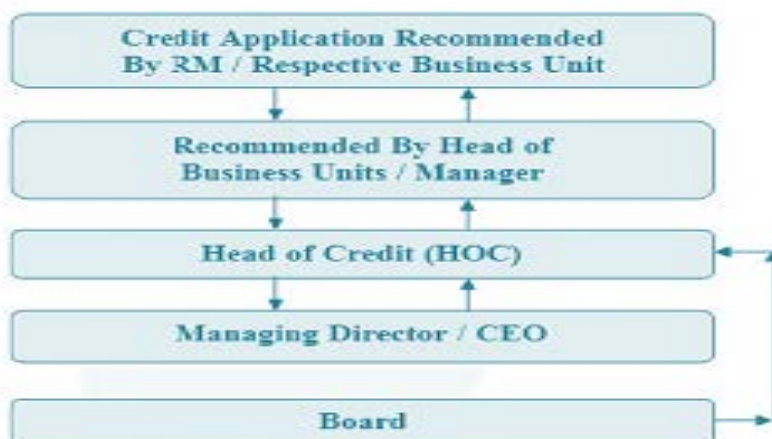 Credit Application Recommended
By RM / Respective Business Unit
Recommended By Head of
Business Units / Manager
Head of Credit (HOC)
Managing Director / CEO
Board